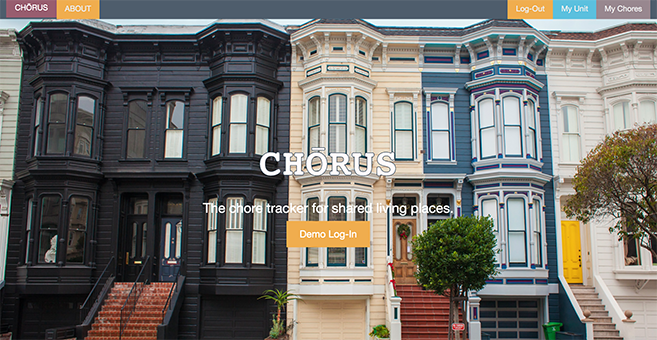 CHŌRUS
ABOUT
Log-Out
My Unit
My Chores
CHŌRUS
The chore tracker for shared living places.
Demo Log-In